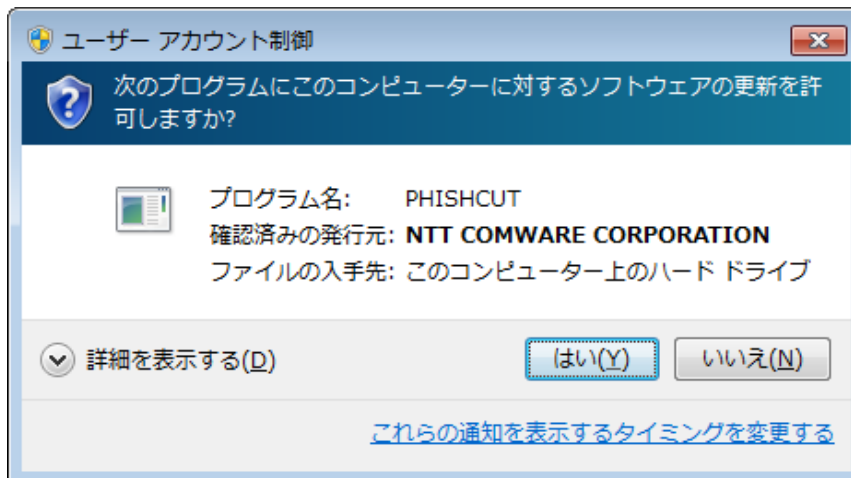 ユーザー アカウント制御
次のプログラムにこのコンピューターに対するソフトウェアの更新を許
可しますか?
プログラム名: PHISHCUT
確認済みの発行元: NTT COMWARE CORPORATION
ファイルの入手先: このコンピューター上のハード ドライブ
詳細を表示する(D) はい(Y) いいえ(N)
これらの通知を表示するタイミングを変更する